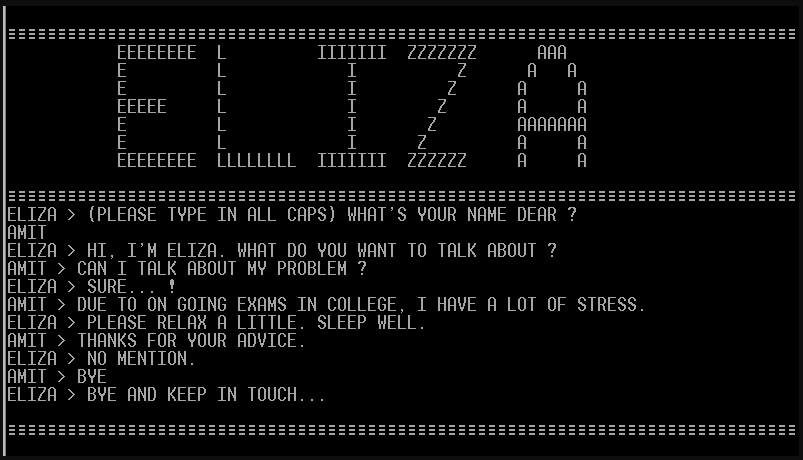 ================================================================================
EEEEEEEE  L         IIIIIII  ZZZZZZZ      AAA
E         L            I          Z      A   A
E         L            I         Z      A     A
EEEEE     L            I        Z       A     A
E         L            I       Z        AAAAAAA
E         L            I      Z         A     A
EEEEEEEE  LLLLLLLL  IIIIIII  ZZZZZZ     A     A
================================================================================
ELIZA > (PLEASE TYPE IN ALL CAPS) WHAT'S YOUR NAME DEAR ?
AMIT
ELIZA > HI, I'M ELIZA. WHAT DO YOU WANT TO TALK ABOUT ?
AMIT > CAN I TALK ABOUT MY PROBLEM ?
ELIZA > SURE... !
AMIT > DUE TO ON GOING EXAMS IN COLLEGE, I HAVE A LOT OF STRESS.
ELIZA > PLEASE RELAX A LITTLE. SLEEP WELL.
AMIT > THANKS FOR YOUR ADVICE.
ELIZA > NO MENTION.
AMIT > BYE
ELIZA > BYE AND KEEP IN TOUCH...
================================================================================